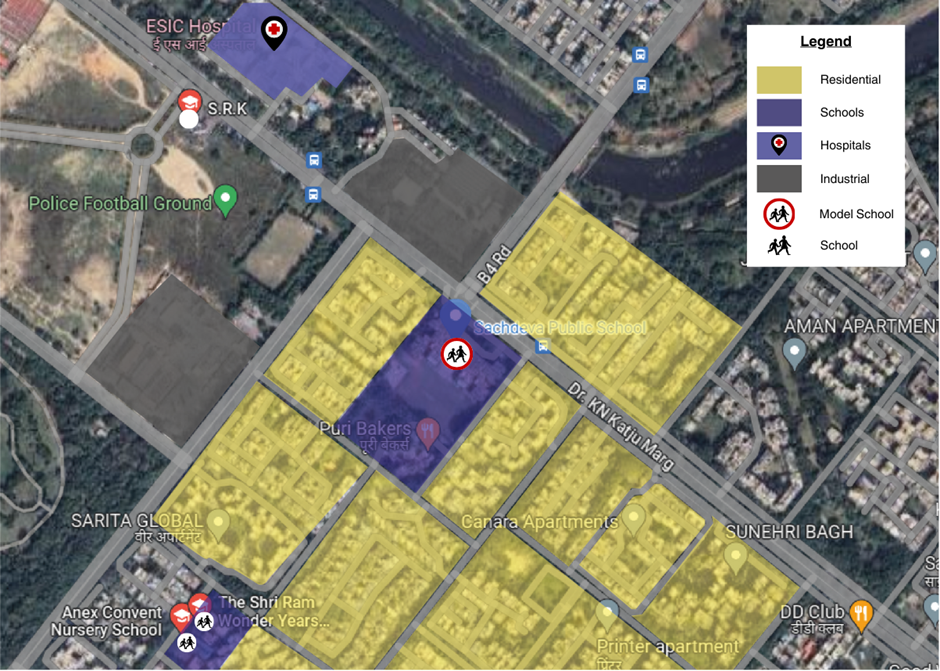 ESIC Hospital
ई एस आई
S.R.K
Police Football Ground
B4 Rd
Sachdeva Public School
AMAN APARTMENT
Dr. KN Katju Marg
Puri Bakers
पूरी बेकर्स
SARITA GLOBAL
वीर अपार्टमेंट
Canara Apartments
SUNEHRI BAGH
Anex Convent
Nursery School
The Shri Ram
Wonder Years...
DD Club
डीडी क्लब
Printer apartment
प्रिंटर
Legend
Residential
Schools
Hospitals
Industrial
Model School
School